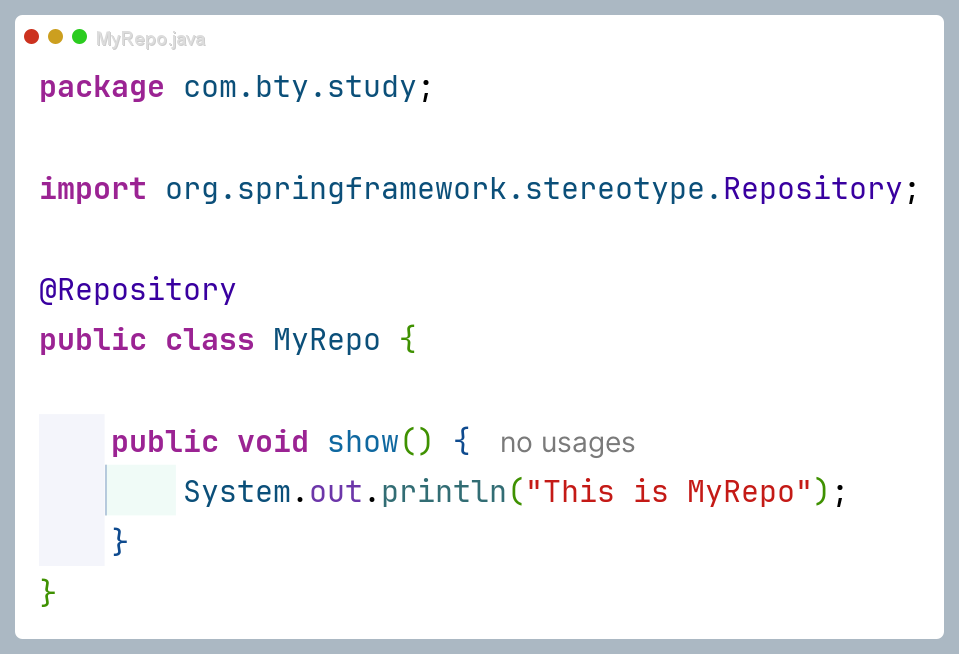 MyRepo.java
package com.bty.study;
import org.springframework.stereotype.Repository;
@Repository
public class MyRepo {
public void show() { no usages
System.out.println("This is MyRepo");
}
}